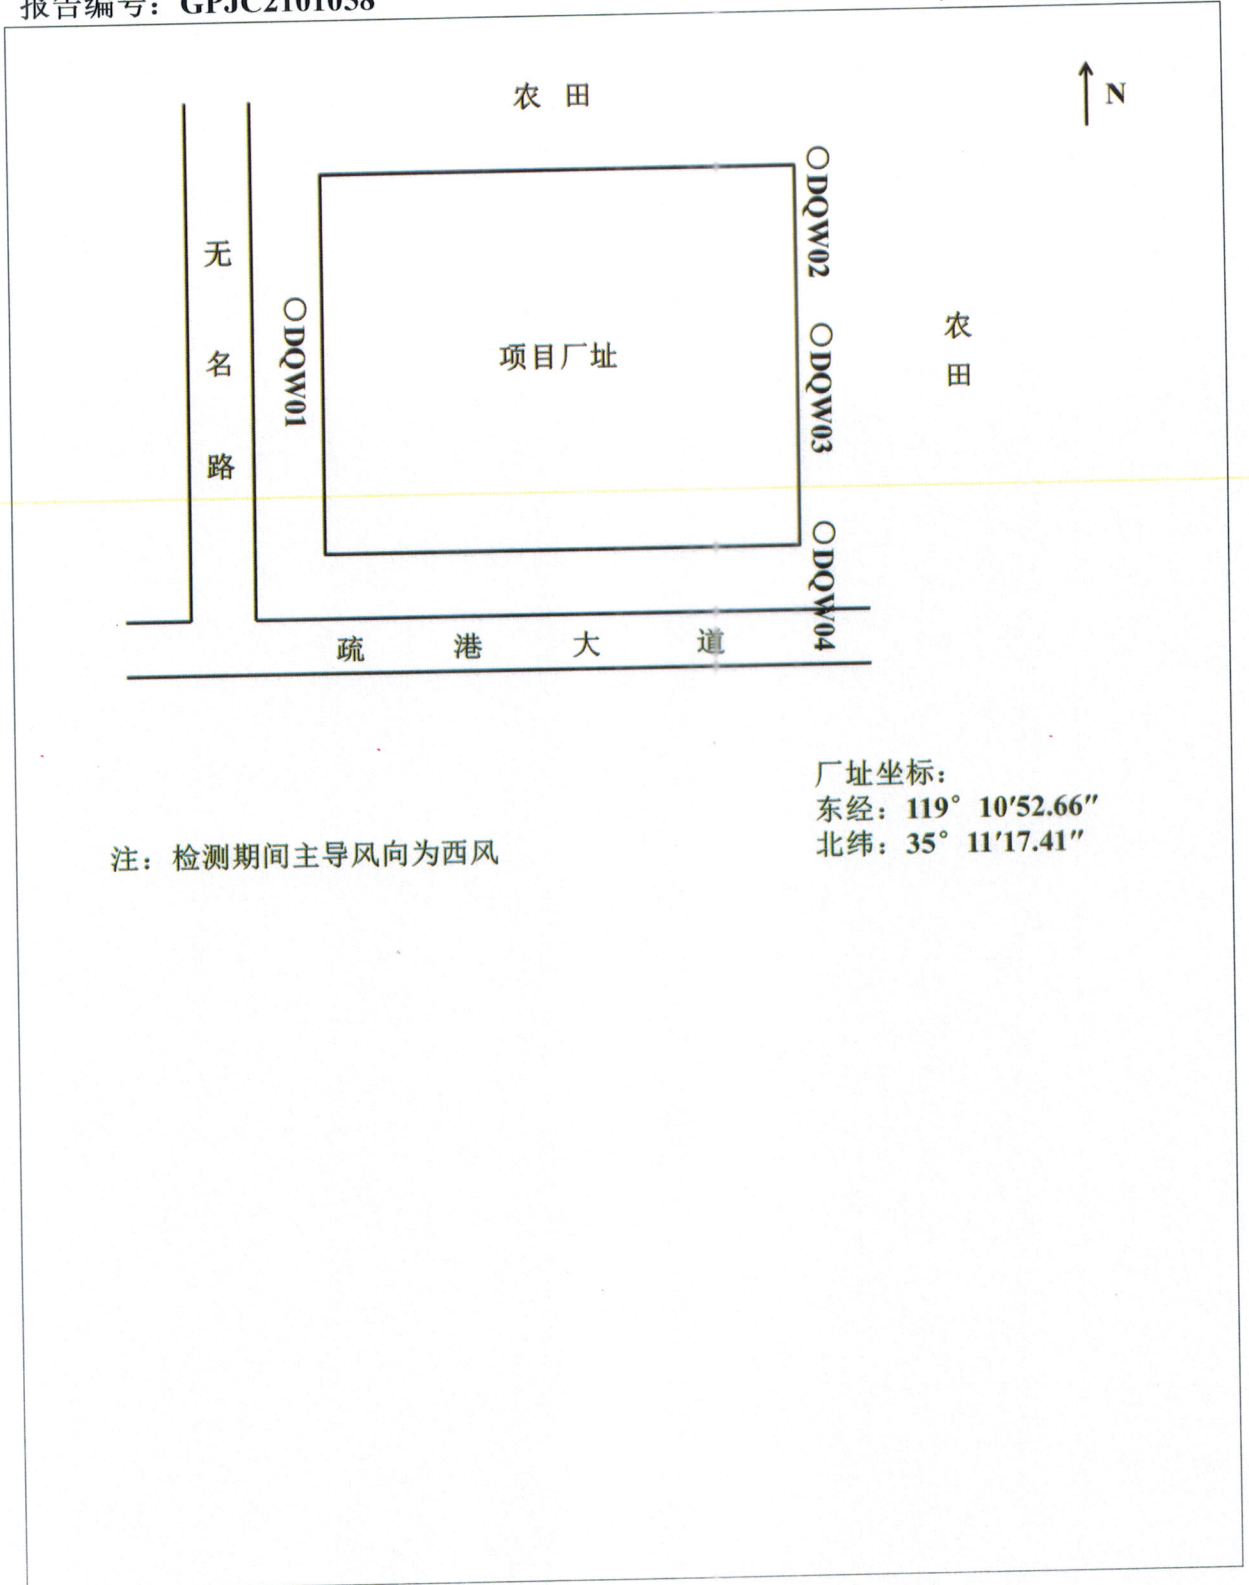 报告编号：GPJC2101038
农 田
N
无名路
DQW01
项目厂址
DQW02
DQW03
DQW04
农田
疏港大道
厂址坐标：
东经：119° 10′52.66″
北纬：35° 11′17.41″
注：检测期间主导风向为西风